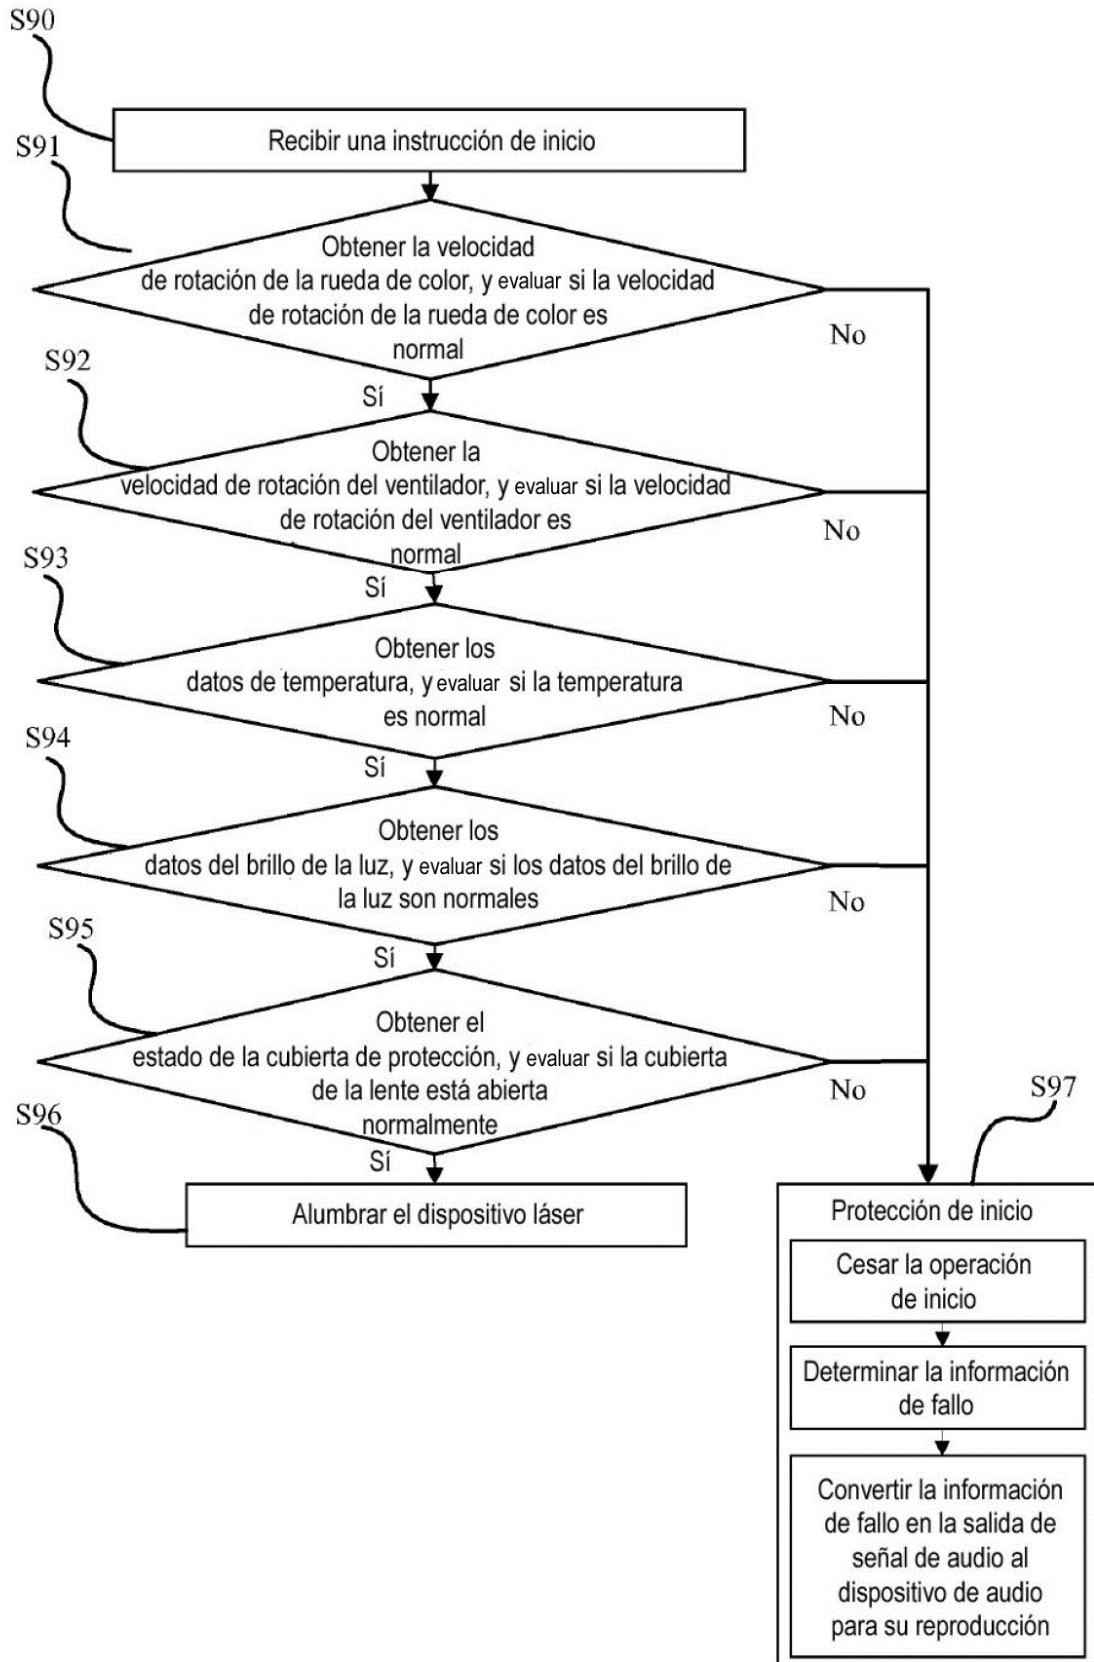 S90
Recibir una instrucción de inicio
S91
Obtener la velocidad
de rotación de la rueda de color, y evaluar si la velocidad
de rotación de la rueda de color es
normal
No
S92
Sí
Obtener la
velocidad de rotación del ventilador, y evaluar si la velocidad
de rotación del ventilador es
normal
No
S93
Sí
Obtener los
datos de temperatura, y evaluar si la temperatura
es normal
No
S94
Sí
Obtener los
datos del brillo de la luz, y evaluar si los datos del brillo de
la luz son normales
No
S95
Sí
Obtener el
estado de la cubierta de protección, y evaluar si la cubierta
de la lente está abierta
normalmente
No
S96
Sí
Alumbrar el dispositivo láser
S97
Protección de inicio
Cesar la operación
de inicio
Determinar la información
de fallo
Convertir la información
de fallo en la salida de
señal de audio al
dispositivo de audio
para su reproducción